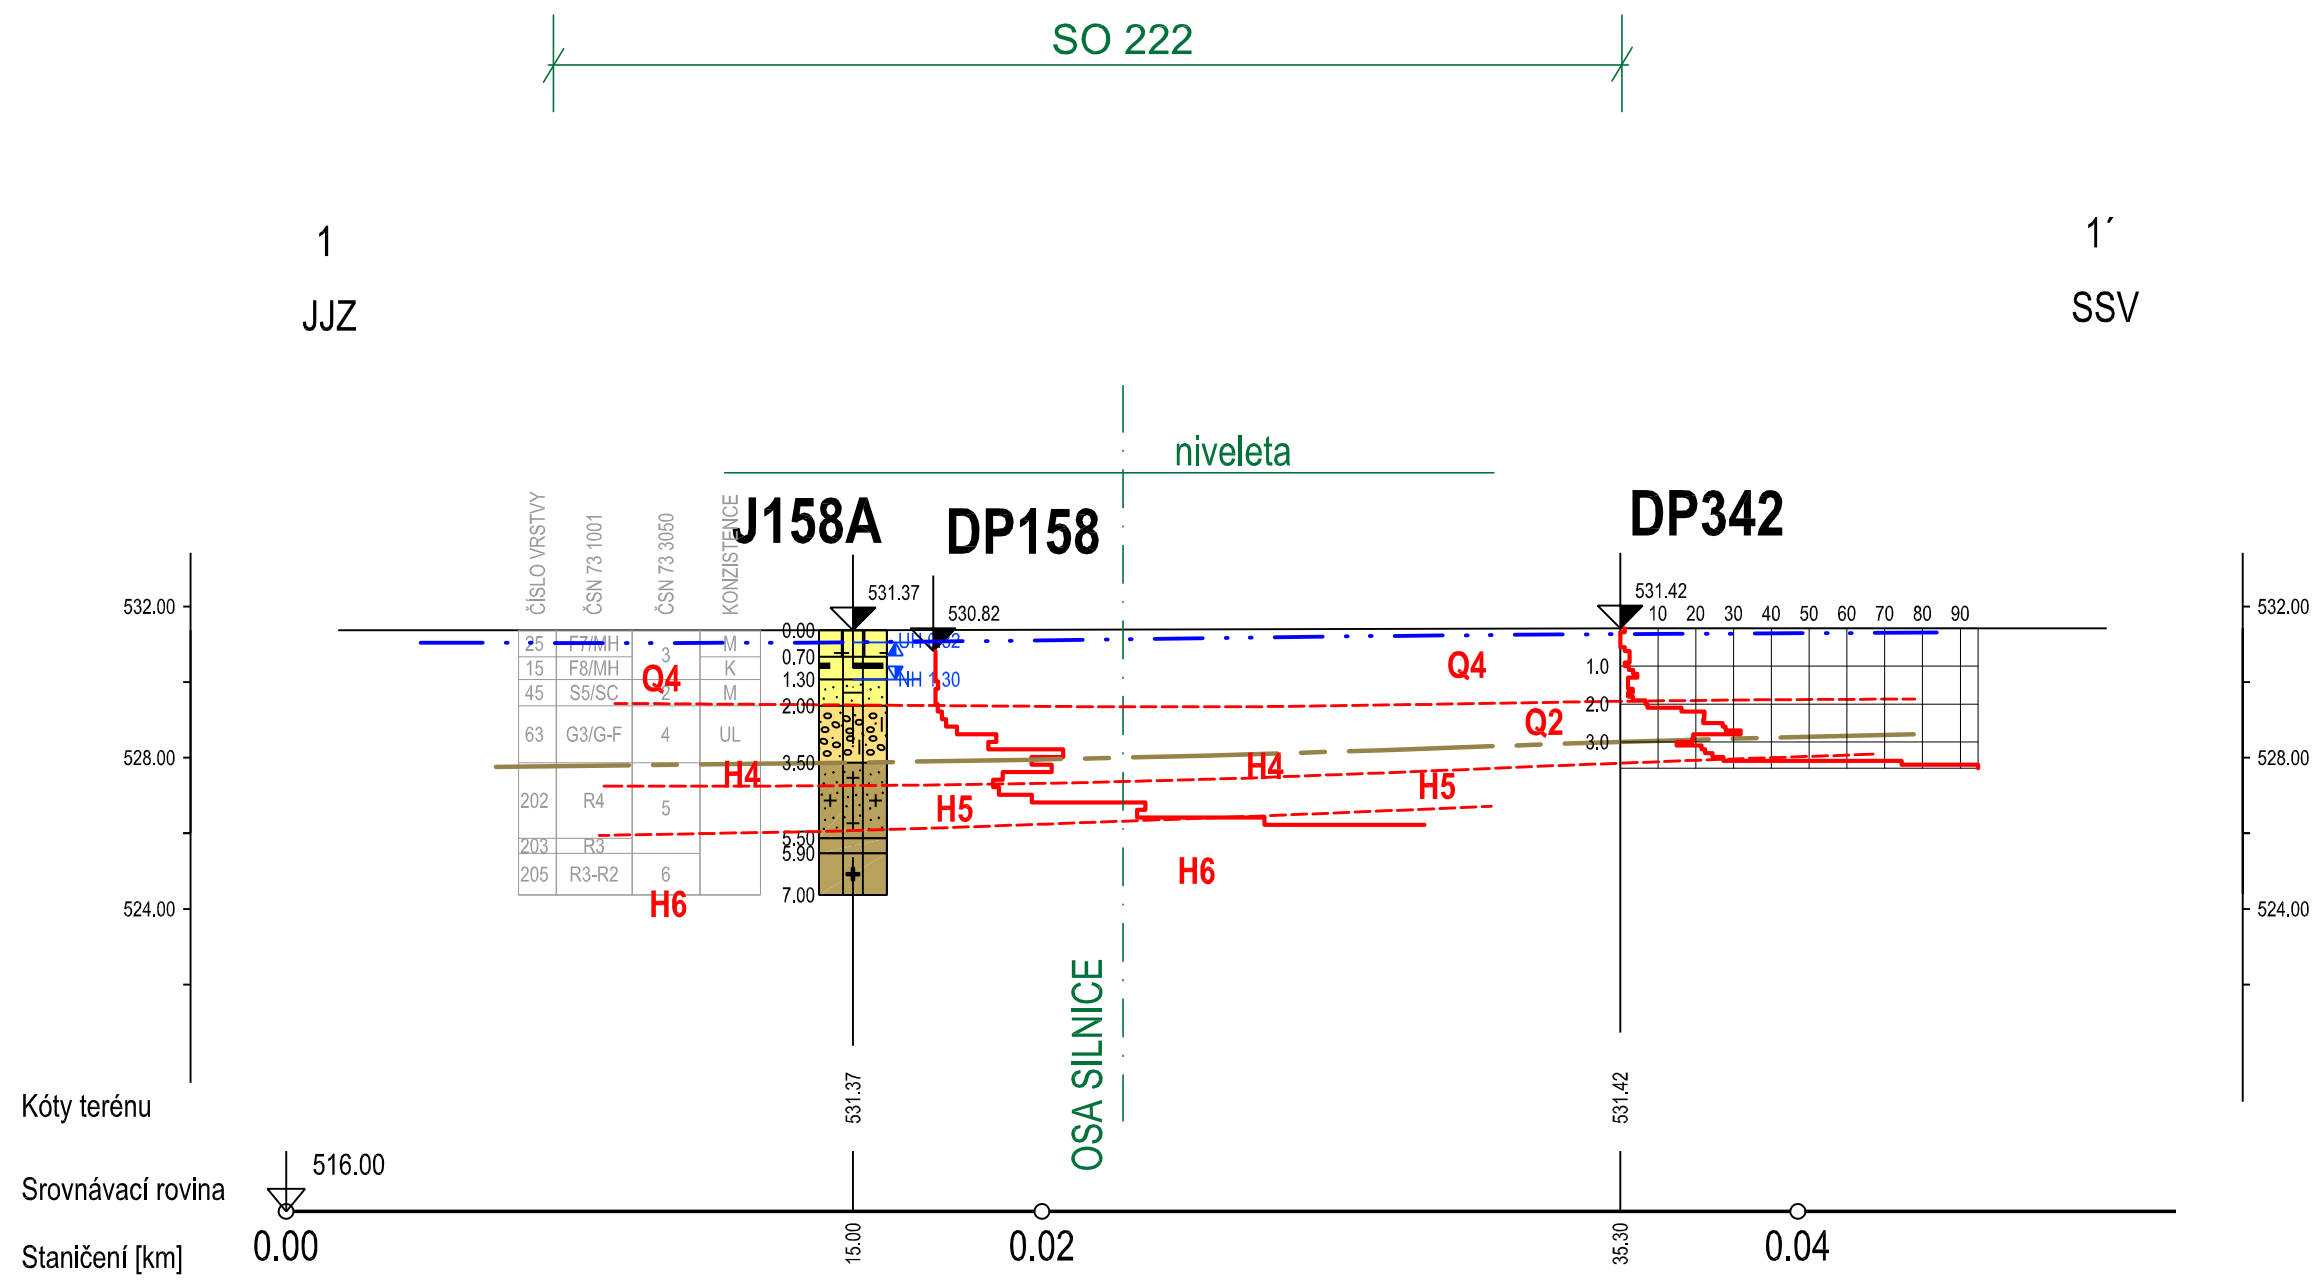 SO 222
1
1´
JJZ
SSV
niveleta
J158A
DP158
DP342
ČÍSLO VRSTVY
ČSN 73 1001
ČSN 73 3050
KONZISTENCE
531.37
530.82
531.42
532.00
532.00
10 20 30 40 50 60 70 80 90
0.00
25 F7/MH 3 M
0.70
15 F8/MH K
1.30
45 S5/SC 2 M
2.00
63 G3/G-F 4 UL
3.50
202 R4 5
5.50
203 R3
5.90
205 R3-R2 6
7.00
NH 1.30
1.0
2.0
3.0
Q4
Q4
Q2
528.00
528.00
H4
H4
H5
H5
H6
H6
524.00
524.00
OSA SILNICE
Kóty terénu
531.37
531.42
Srovnávací rovina
516.00
Staničení [km]
0.00
15.00
0.02
35.30
0.04